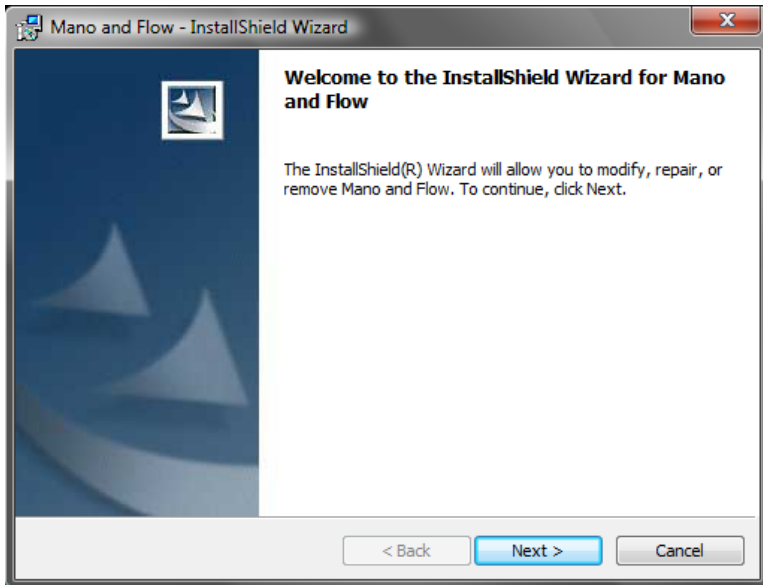 Mano and Flow - InstallShield Wizard
Welcome to the InstallShield Wizard for Mano
and Flow
The InstallShield(R) Wizard will allow you to modify, repair, or
remove Mano and Flow. To continue, click Next.
< Back
Next >
Cancel